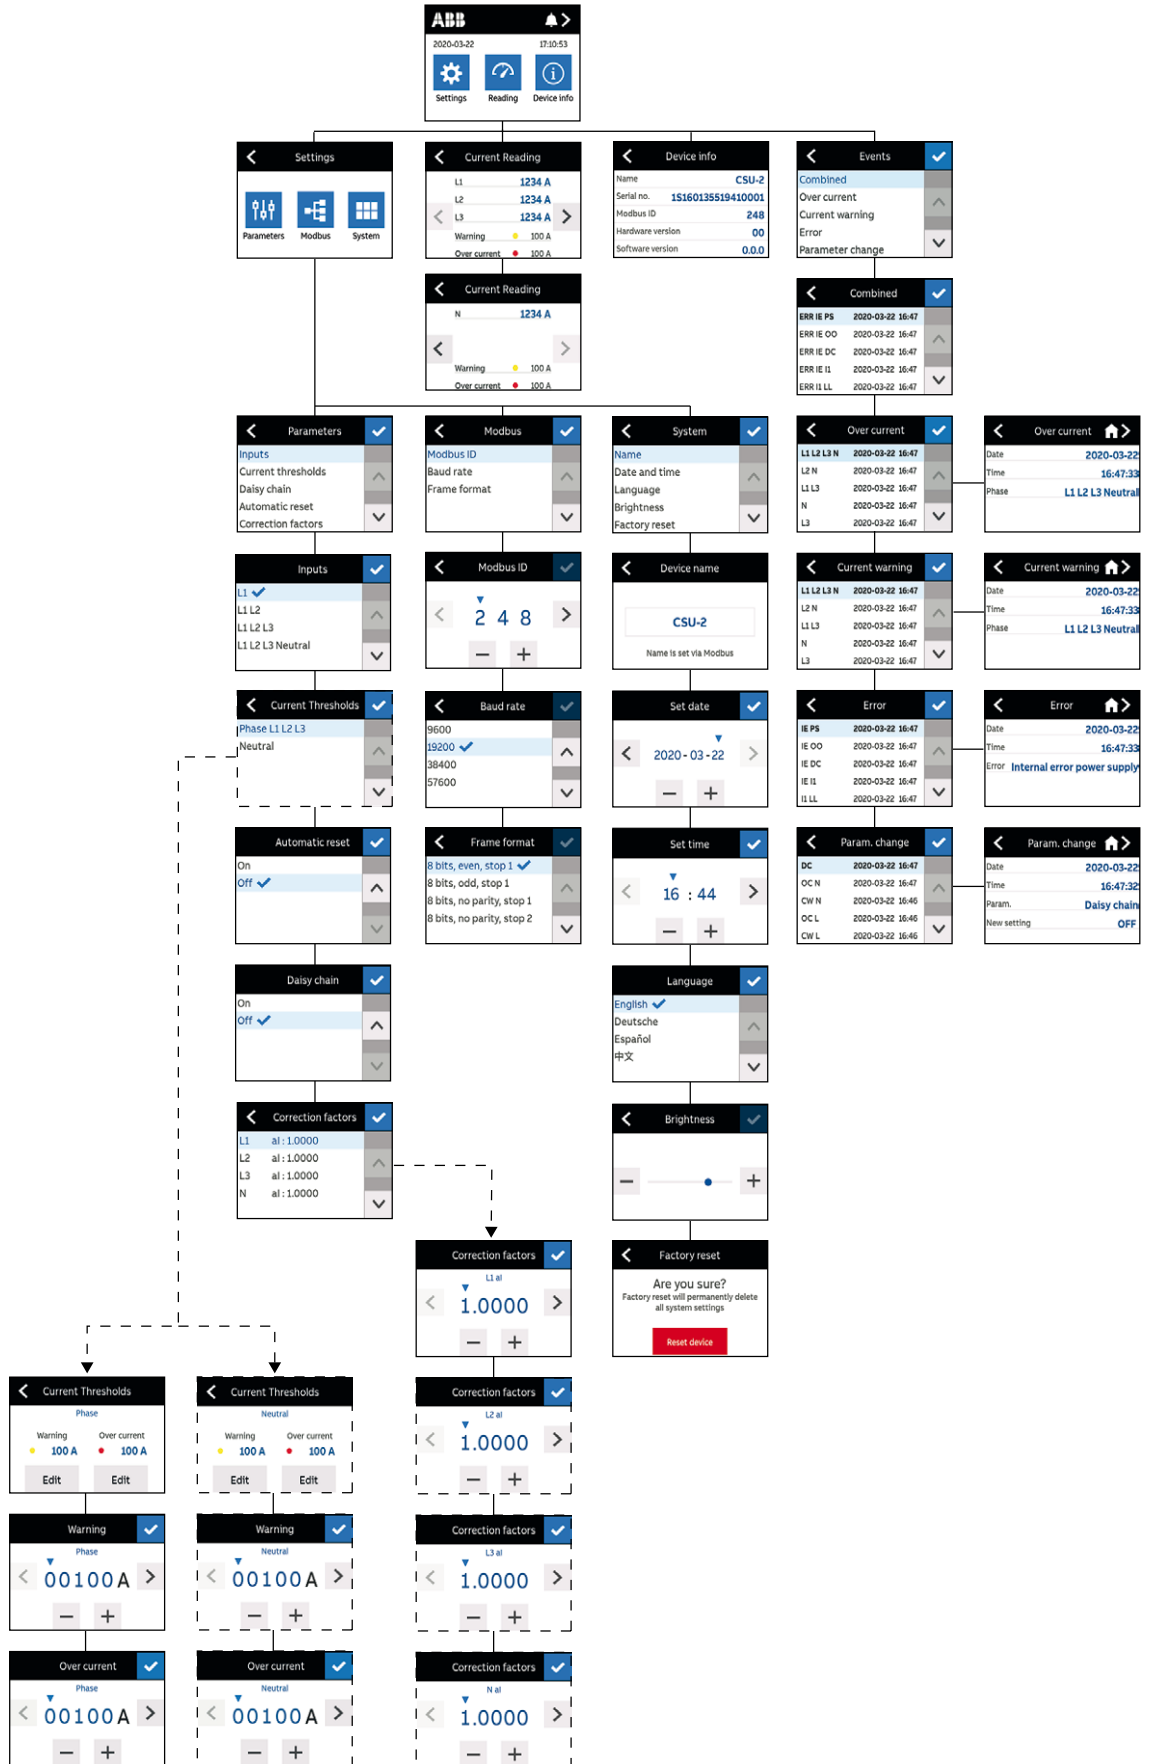 ABB
2020-03-22 17:10:53
Settings Reading Device info
Settings
Parameters Modbus System
Current Reading
L1 1234 A
L2 1234 A
L3 1234 A
Warning 100 A
Over current 100 A
Device info
Name CSU-2
Serial no. 1S160135519410001
Modbus ID 248
Hardware version 00
Software version 0.0.0
Events
Combined
Over current
Current warning
Error
Parameter change
Current Reading
N 1234 A
Warning 100 A
Over current 100 A
Combined
ERR IE PS 2020-03-22 16:47
ERR IE OO 2020-03-22 16:47
ERR IE DC 2020-03-22 16:47
ERR IE I1 2020-03-22 16:47
ERR I1 LL 2020-03-22 16:47
Parameters
Inputs
Current thresholds
Daisy chain
Automatic reset
Correction factors
Modbus
Modbus ID
Baud rate
Frame format
System
Name
Date and time
Language
Brightness
Factory reset
Over current
L1 L2 L3 N 2020-03-22 16:47
L2 N 2020-03-22 16:47
L1 L3 2020-03-22 16:47
N 2020-03-22 16:47
L3 2020-03-22 16:47
Over current
Date 2020-03-22
Time 16:47:33
Phase L1 L2 L3 Neutral
Inputs
L1
L1 L2
L1 L2 L3
L1 L2 L3 Neutral
Modbus ID
2 4 8
− +
Device name
CSU-2
Name is set via Modbus
Current warning
L1 L2 L3 N 2020-03-22 16:47
L2 N 2020-03-22 16:47
L1 L3 2020-03-22 16:47
N 2020-03-22 16:47
L3 2020-03-22 16:47
Current warning
Date 2020-03-22
Time 16:47:33
Phase L1 L2 L3 Neutral
Current Thresholds
Phase L1 L2 L3
Neutral
Baud rate
9600
19200
38400
57600
Set date
2020-03-22
− +
Error
IE PS 2020-03-22 16:47
IE OO 2020-03-22 16:47
IE DC 2020-03-22 16:47
IE I1 2020-03-22 16:47
I1 LL 2020-03-22 16:47
Error
Date 2020-03-22
Time 16:47:33
Error Internal error power supply
Automatic reset
On
Off
Frame format
8 bits, even, stop 1
8 bits, odd, stop 1
8 bits, no parity, stop 1
8 bits, no parity, stop 2
Set time
16 : 44
− +
Param. change
DC 2020-03-22 16:47
OC N 2020-03-22 16:47
CW N 2020-03-22 16:46
OC L 2020-03-22 16:46
CW L 2020-03-22 16:46
Param. change
Date 2020-03-22
Time 16:47:32
Param. Daisy chain
New setting OFF
Daisy chain
On
Off
Language
English
Deutsche
Español
中文
Correction factors
L1 al : 1.0000
L2 al : 1.0000
L3 al : 1.0000
N al : 1.0000
Brightness
− +
Correction factors
L1 al
1.0000
− +
Factory reset
Are you sure?
Factory reset will permanently delete
all system settings
Reset device
Current Thresholds
Phase
Warning Over current
100 A 100 A
Edit Edit
Current Thresholds
Neutral
Warning Over current
100 A 100 A
Edit Edit
Correction factors
L2 al
1.0000
− +
Warning
Phase
00100 A
− +
Warning
Neutral
00100 A
− +
Correction factors
L3 al
1.0000
− +
Over current
Phase
00100 A
− +
Over current
Neutral
00100 A
− +
Correction factors
N al
1.0000
− +